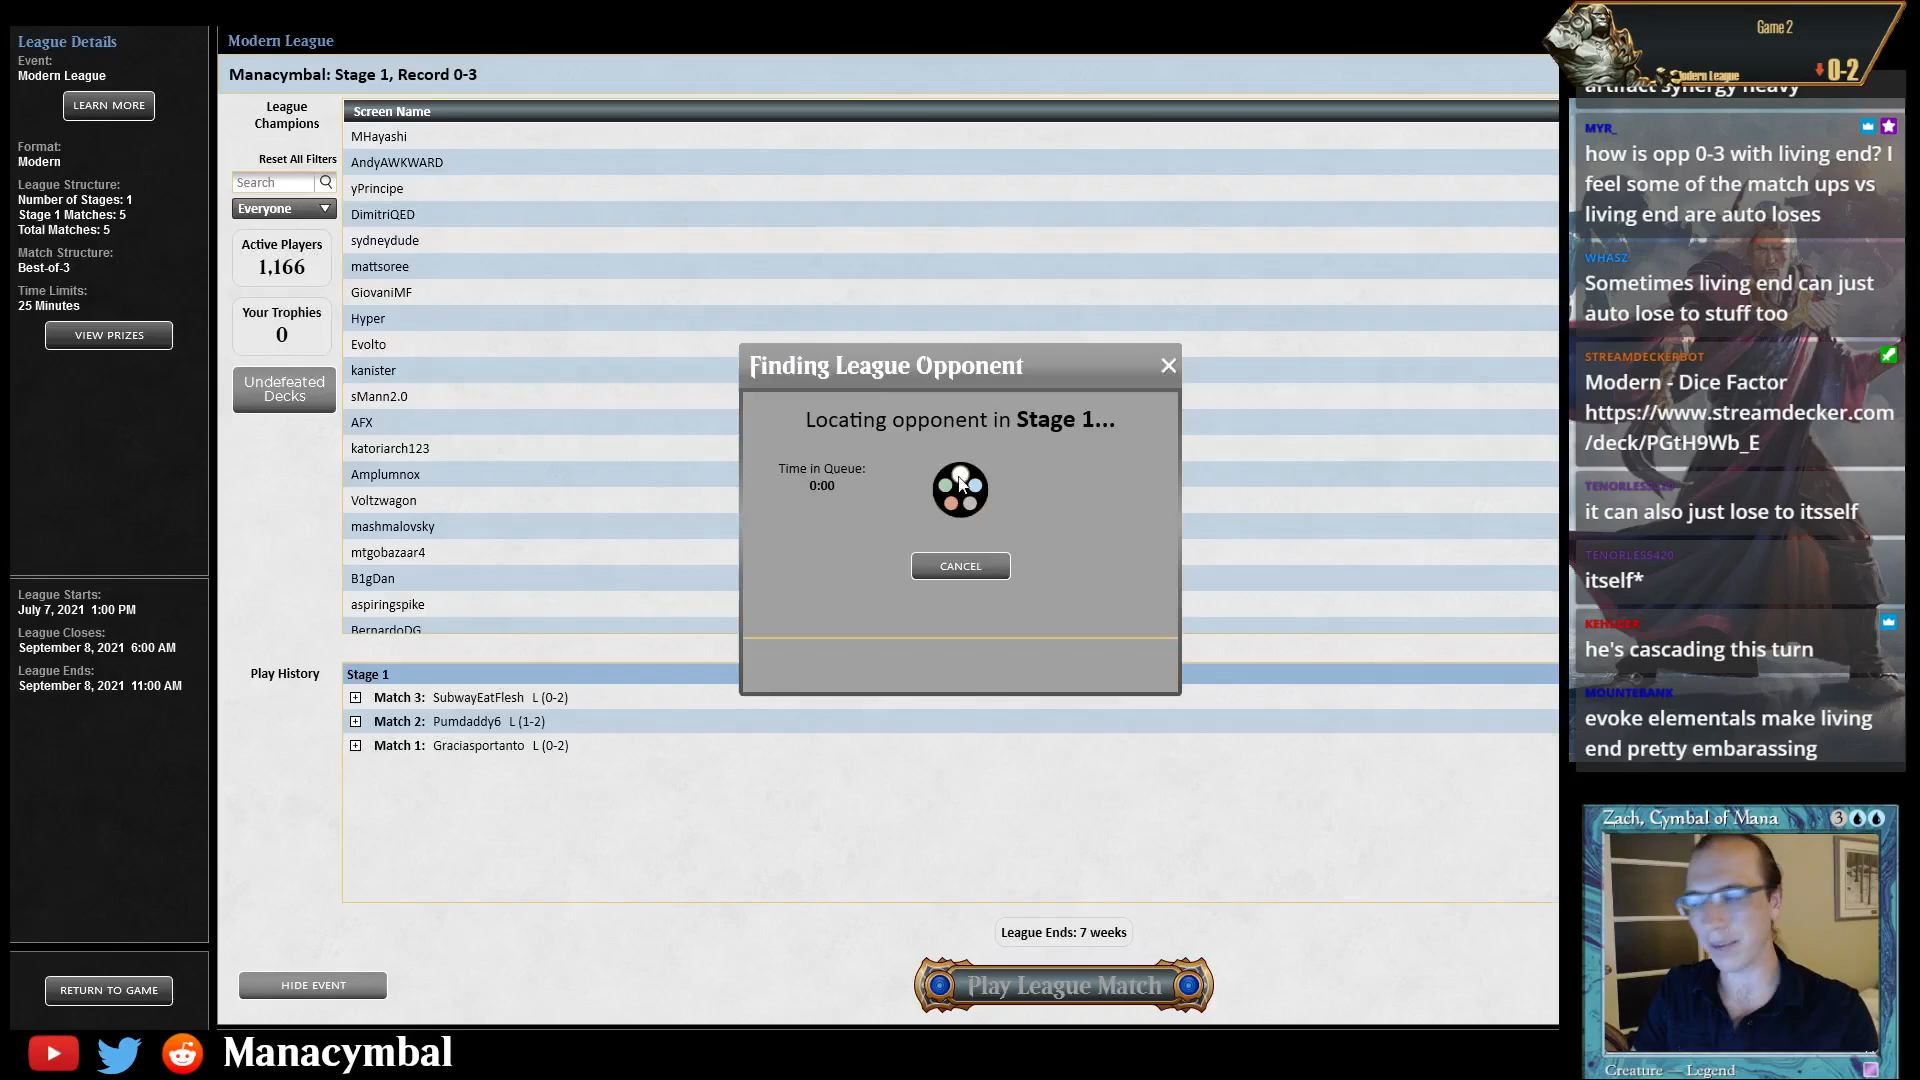 League Details
Event:
Modern League
LEARN MORE
Format:
Modern
League Structure:
Number of Stages: 1
Stage 1 Matches: 5
Total Matches: 5
Match Structure:
Best-of-3
Time Limits:
25 Minutes
VIEW PRIZES
League Starts:
July 7, 2021 1:00 PM
League Closes:
September 8, 2021 6:00 AM
League Ends:
September 8, 2021 11:00 AM
RETURN TO GAME
Modern League
Manacymbal: Stage 1, Record 0-3
League
Champions
Reset All Filters
Search
Everyone
Active Players
1,166
Your Trophies
0
Undefeated
Decks
Screen Name
MHayashi
AndyAWKWARD
yPrincipe
DimitriQED
sydneydude
mattsoree
GiovaniMF
Hyper
Evolto
kanister
sMann2.0
AFX
katoriarch123
Amplumnox
Voltzwagon
mashmalovsky
mtgobazaar4
B1gDan
aspiringspike
BernardoDG
Finding League Opponent
Locating opponent in Stage 1...
Time in Queue:
0:00
CANCEL
Play History
Stage 1
Match 3: SubwayEatFlesh L (0-2)
Match 2: Pumdaddy6 L (1-2)
Match 1: Graciasportanto L (0-2)
League Ends: 7 weeks
HIDE EVENT
Play League Match
Manacymbal
Game 2
Modern League
0-2
artifact synergy heavy
MYR_
how is opp 0-3 with living end? I
feel some of the match ups vs
living end are auto loses
WHASZ
Sometimes living end can just
auto lose to stuff too
STREAMDECKERBOT
Modern - Dice Factor
https://www.streamdecker.com
/deck/PGtH9Wb_E
TENORLESS420
it can also just lose to itsself
TENORLESS420
itself*
he's cascading this turn
MOUNTEBANK
evoke elementals make living
end pretty embarassing
Zach, Cymbal of Mana 3
Creature — Legend